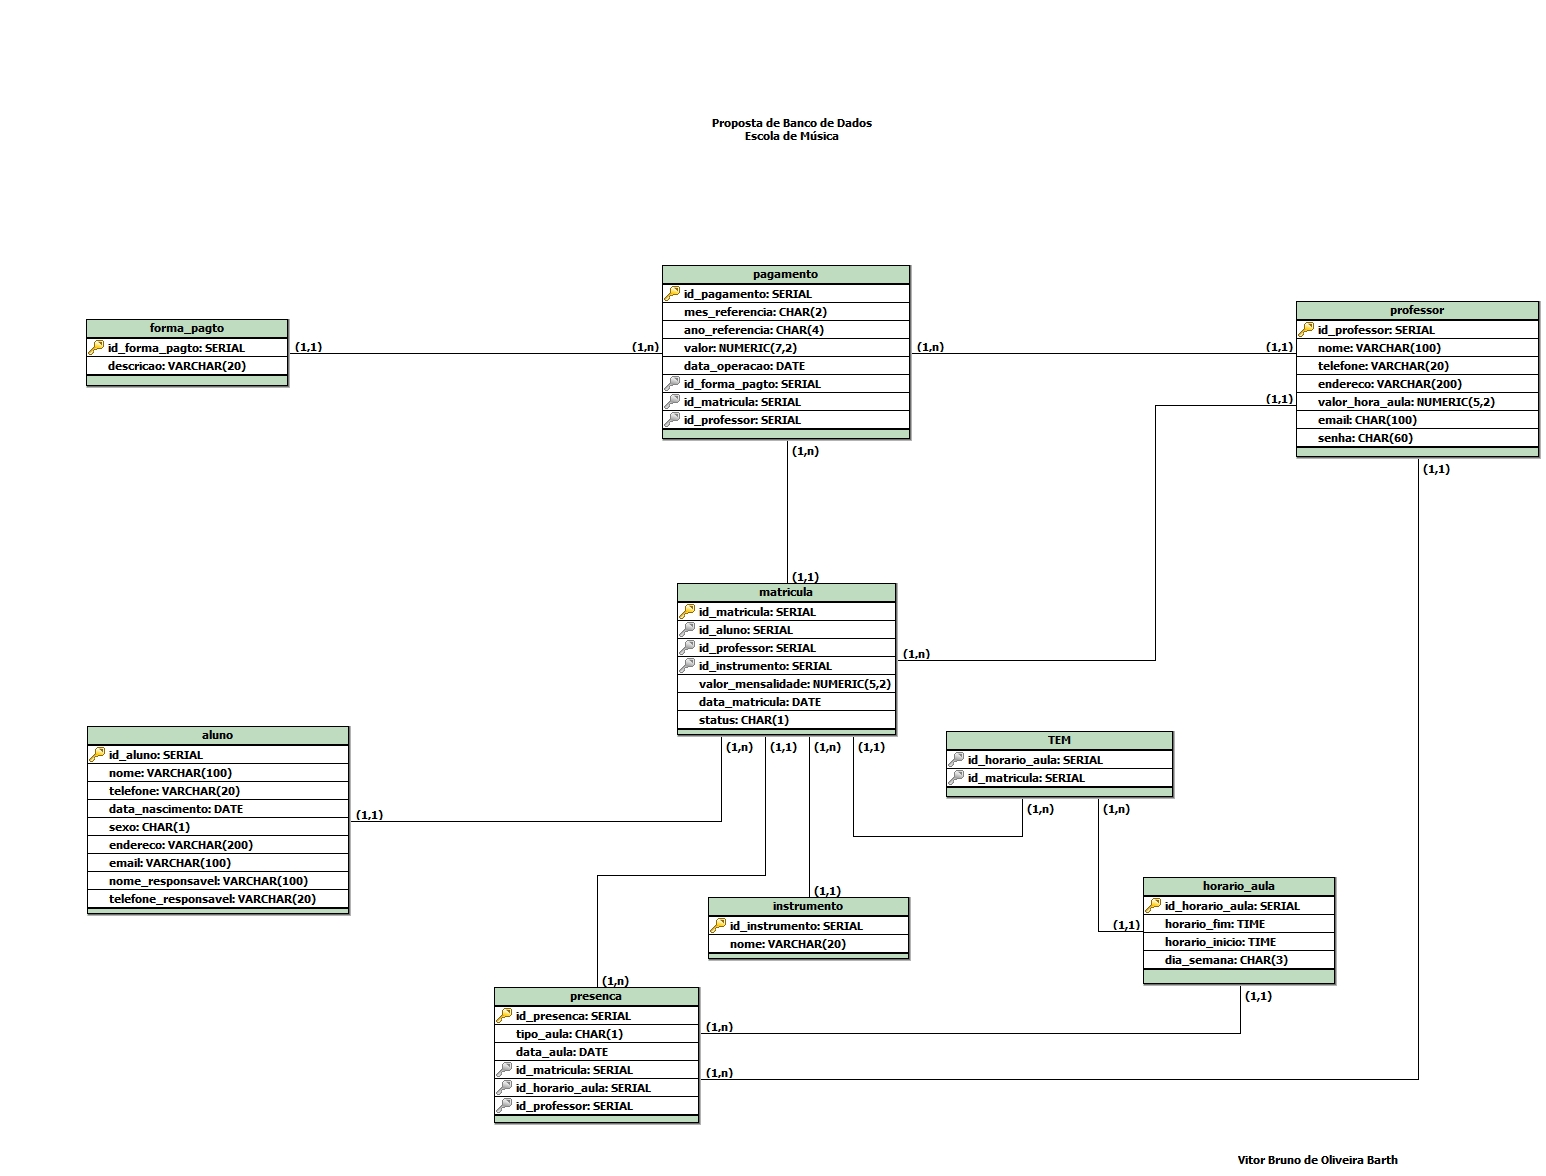 Proposta de Banco de Dados
Escola de Música
pagamento
id_pagamento: SERIAL
mes_referencia: CHAR(2)
ano_referencia: CHAR(4)
valor: NUMERIC(7,2)
data_operacao: DATE
id_forma_pagto: SERIAL
id_matricula: SERIAL
id_professor: SERIAL
forma_pagto
id_forma_pagto: SERIAL
descricao: VARCHAR(20)
(1,1)
(1,n)
(1,n)
(1,1)
professor
id_professor: SERIAL
nome: VARCHAR(100)
telefone: VARCHAR(20)
endereco: VARCHAR(200)
valor_hora_aula: NUMERIC(5,2)
email: CHAR(100)
senha: CHAR(60)
(1,1)
(1,n)
(1,1)
(1,1)
matricula
id_matricula: SERIAL
id_aluno: SERIAL
id_professor: SERIAL
id_instrumento: SERIAL
valor_mensalidade: NUMERIC(5,2)
data_matricula: DATE
status: CHAR(1)
(1,n)
(1,n)
(1,1)
(1,n)
(1,1)
aluno
id_aluno: SERIAL
nome: VARCHAR(100)
telefone: VARCHAR(20)
data_nascimento: DATE
sexo: CHAR(1)
endereco: VARCHAR(200)
email: VARCHAR(100)
nome_responsavel: VARCHAR(100)
telefone_responsavel: VARCHAR(20)
(1,1)
TEM
id_horario_aula: SERIAL
id_matricula: SERIAL
(1,n)
(1,n)
(1,1)
instrumento
id_instrumento: SERIAL
nome: VARCHAR(20)
horario_aula
id_horario_aula: SERIAL
horario_fim: TIME
horario_inicio: TIME
dia_semana: CHAR(3)
(1,1)
(1,1)
(1,n)
presenca
id_presenca: SERIAL
tipo_aula: CHAR(1)
data_aula: DATE
id_matricula: SERIAL
id_horario_aula: SERIAL
id_professor: SERIAL
(1,n)
(1,n)
Vitor Bruno de Oliveira Barth